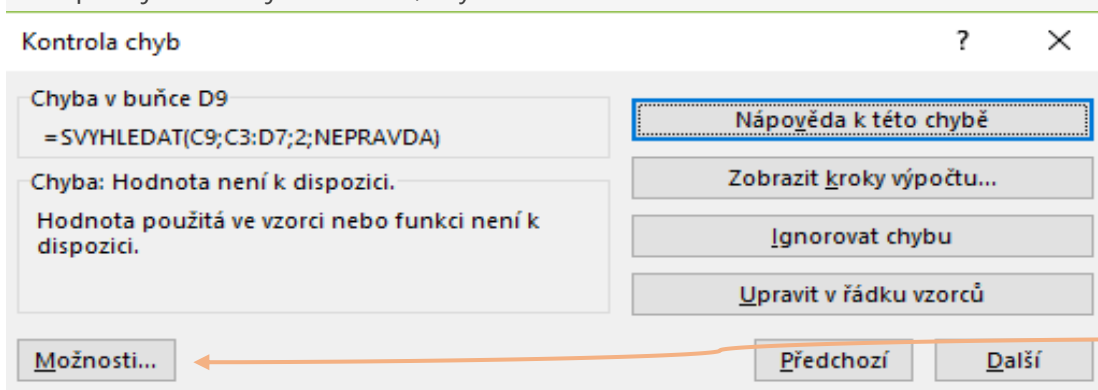 Kontrola chyb
?
Chyba v buňce D9
=SVYHLEDAT(C9;C3:D7;2;NEPRAVDA)
Chyba: Hodnota není k dispozici.
Hodnota použitá ve vzorci nebo funkci není k
dispozici.
Nápověda k této chybě
Zobrazit kroky výpočtu...
Ignorovat chybu
Upravit v řádku vzorců
Možnosti...
Předchozí
Další